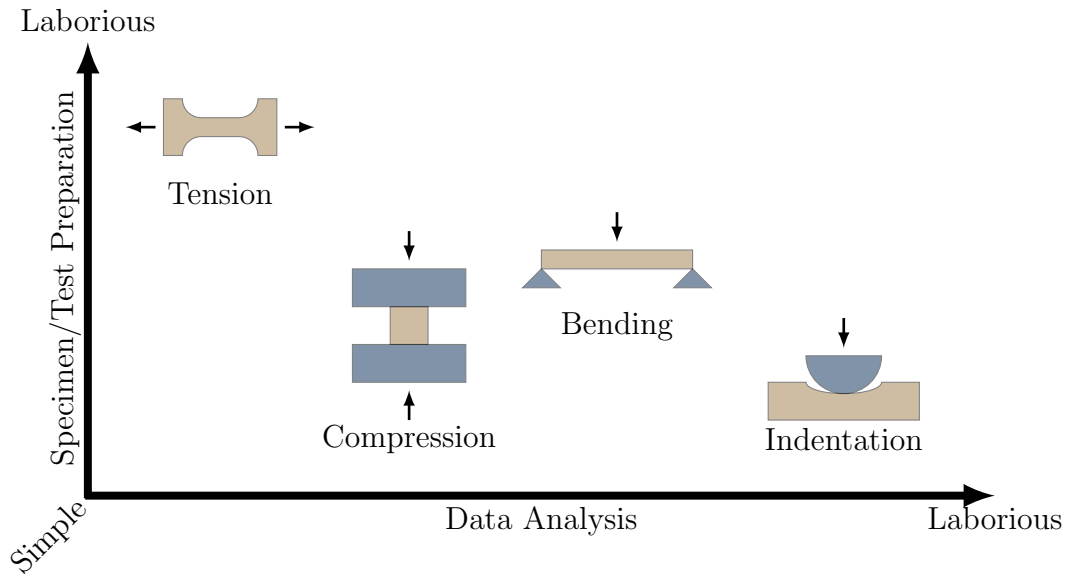 Laborious
Specimen/Test Preparation
Tension
Compression
Bending
Indentation
Simple
Data Analysis
Laborious